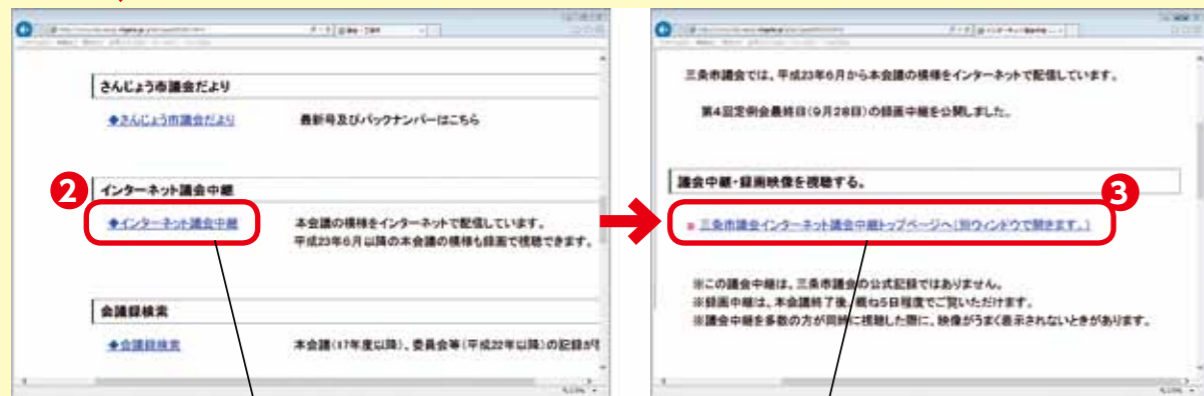 さんじょう市議会だより
◆さんじょう市議会だより 最新号及びバックナンバーはこちら
②
インターネット議会中継
◆インターネット議会中継 本会議の模様をインターネットで配信しています。
平成23年6月以降の本会議の模様も録画で視聴できます。
会議録検索
◆会議録検索 本会議(17年度以降)、委員会等(平成22年以降)の記録が
三条市議会では、平成23年6月から本会議の模様をインターネットで配信しています。
第4回定例会最終日(9月28日)の録画中継を公開しました。
議会中継・録画映像を視聴する。
③
三条市議会インターネット議会中継トップページへ(別ウィンドウで開きます。)
※この議会中継は、三条市議会の公式記録ではありません。
※録画中継は、本会議終了後、概ね5日程度でご覧いただけます。
※議会中継を多数の方が同時に視聴した際に、映像がうまく表示されないときがあります。